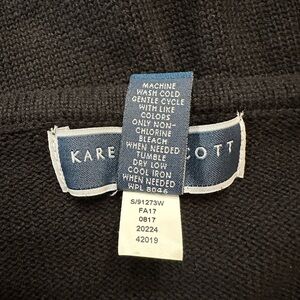 MACHINE
WASH COLD
GENTLE CYCLE
WITH LIKE
COLORS
ONLY NON-
CHLORINE
BLEACH
WHEN NEEDED
TUMBLE
DRY LOW
COOL IRON
WHEN NEEDED
WPL 8046
KARE COTT
S/91273W
FA17
0817
20224
42019